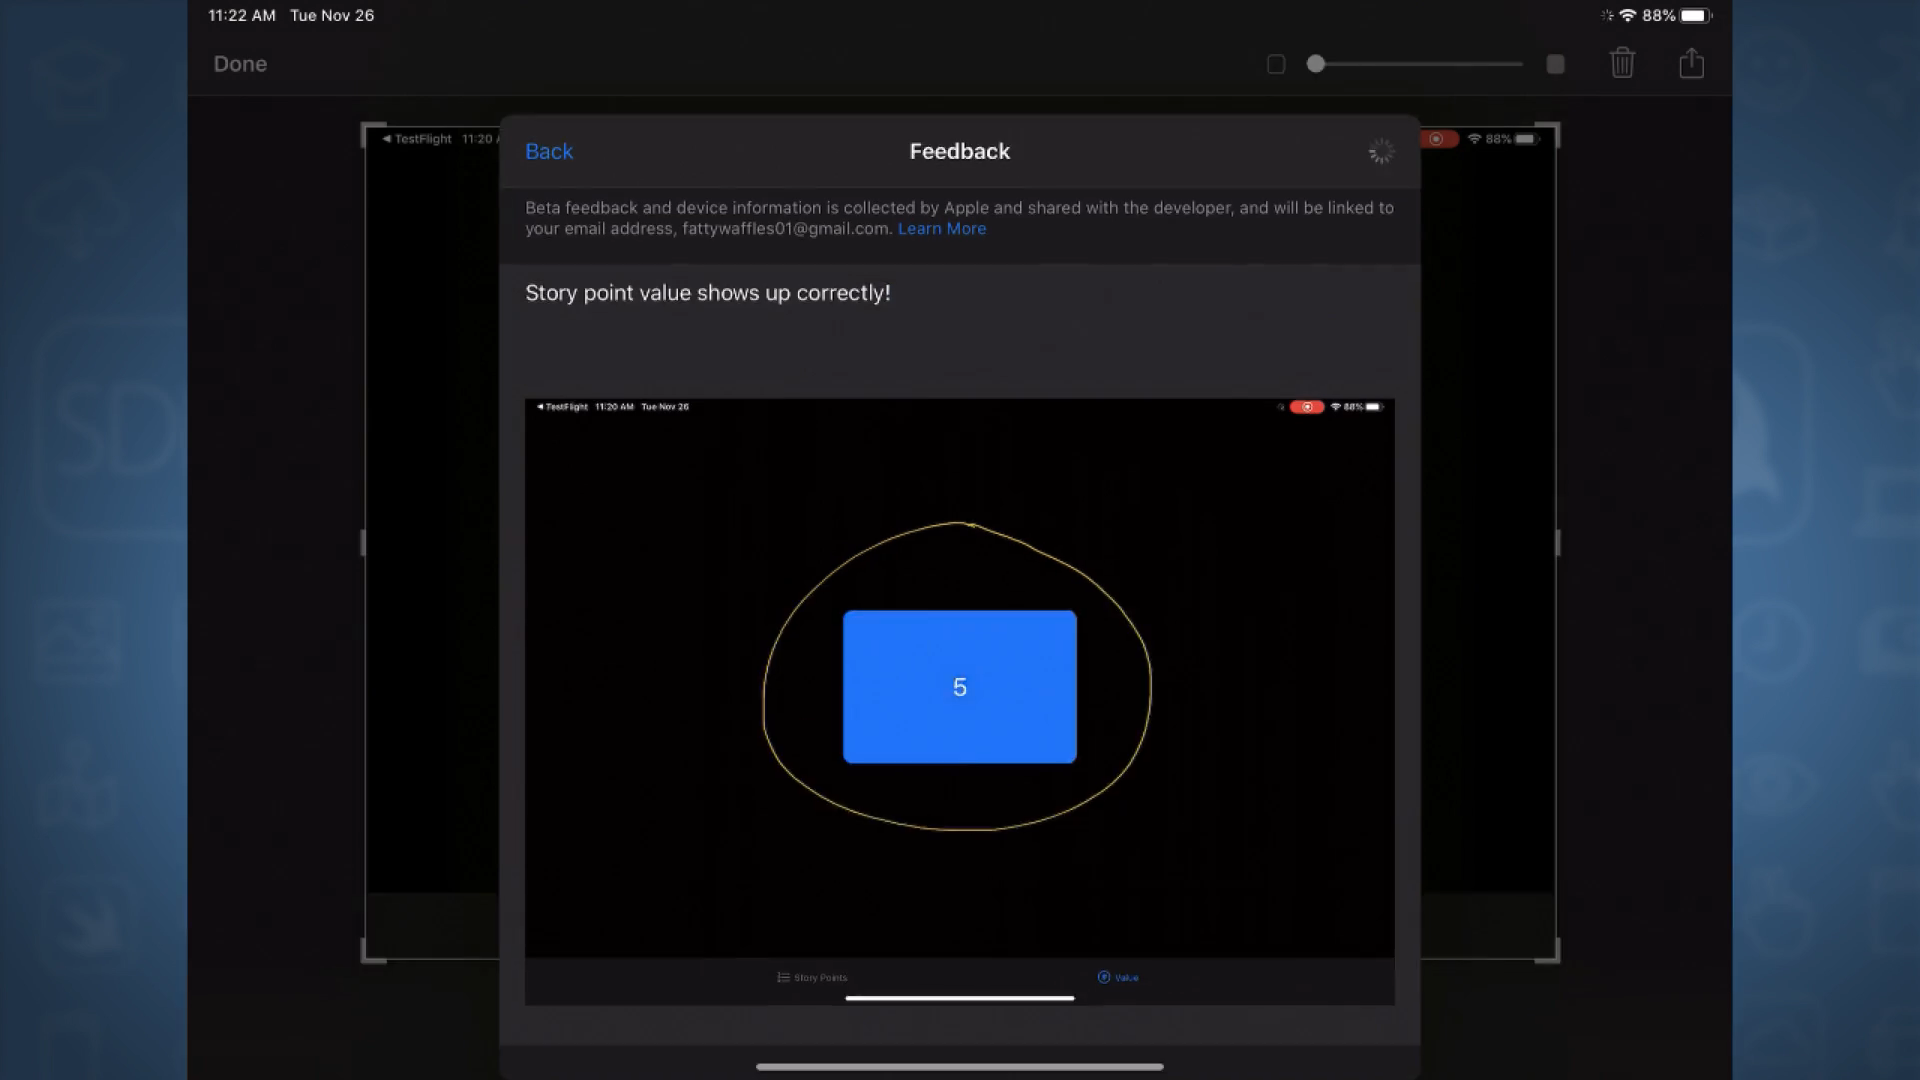 11:22 AM Tue Nov 26
88%
Done
TestFlight 11:20
88%
Back
Feedback
Beta feedback and device information is collected by Apple and shared with the developer, and will be linked to
your email address, fattywaffles01@gmail.com. Learn More
Story point value shows up correctly!
TestFlight 11:20 AM Tue Nov 26
88%
5
Story Points
Value
SD